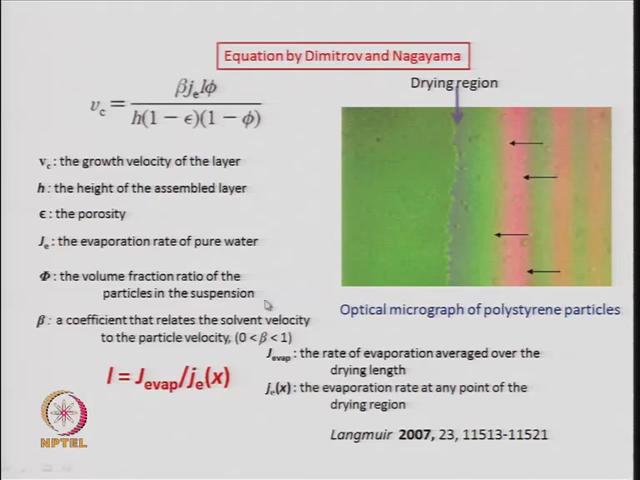 Equation by Dimitrov and Nagayama
Drying region
v_c = βj_elϕ / h(1 − ϵ)(1 − ϕ)
v_c : the growth velocity of the layer
h : the height of the assembled layer
ϵ : the porosity
J_e : the evaporation rate of pure water
Φ : the volume fraction ratio of the
particles in the suspension
β : a coefficient that relates the solvent velocity
to the particle velocity, (0 < β < 1)
Optical micrograph of polystyrene particles
l = J_evap/j_e(x)
J_evap : the rate of evaporation averaged over the
drying length
j_e(x) : the evaporation rate at any point of the
drying region
Langmuir 2007, 23, 11513-11521
NPTEL